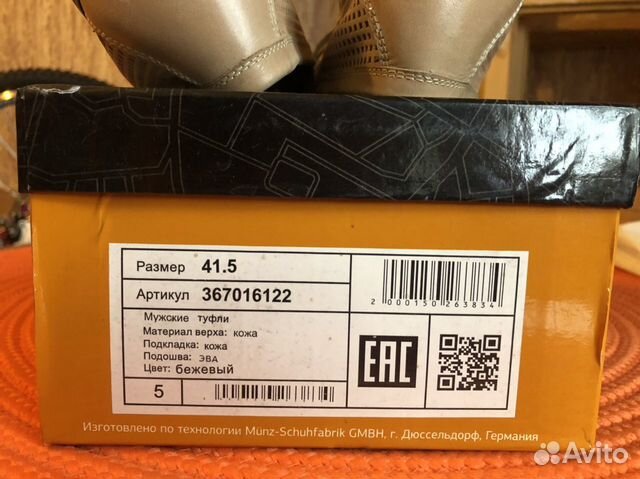 Размер 41.5
Артикул 367016122
Мужские туфли
Материал верха: кожа
Подкладка: кожа
Подошва: ЭВА
Цвет: бежевый
5
2 000150 263834
EAC
Изготовлено по технологии Münz-Schuhfabrik GMBH, г. Дюссельдорф, Германия
Avito